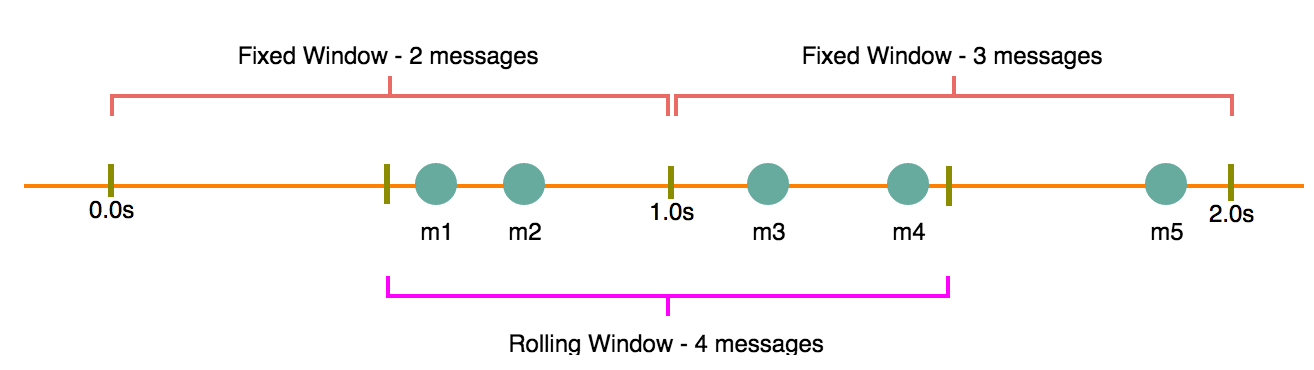 Fixed Window - 2 messages
Fixed Window - 3 messages
0.0s
1.0s
2.0s
m1
m2
m3
m4
m5
Rolling Window - 4 messages